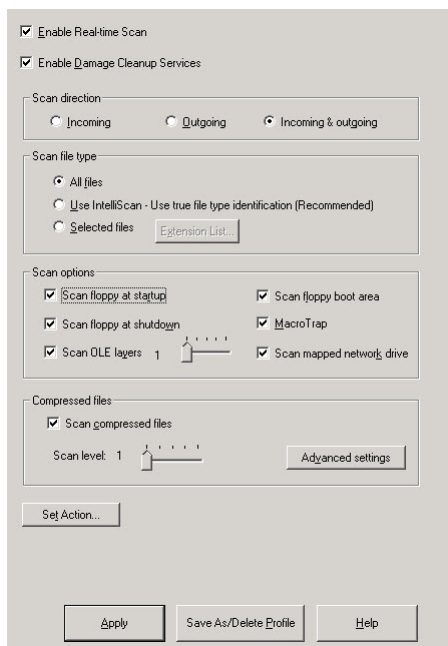 Enable Real-time Scan
Enable Damage Cleanup Services
Scan direction
Incoming
Outgoing
Incoming & outgoing
Scan file type
All files
Use IntelliScan - Use true file type identification (Recommended)
Selected files
Extension List...
Scan options
Scan floppy at startup
Scan floppy boot area
Scan floppy at shutdown
MacroTrap
Scan OLE layers 1
Scan mapped network drive
Compressed files
Scan compressed files
Scan level: 1
Advanced settings
Set Action...
Apply
Save As/Delete Profile
Help